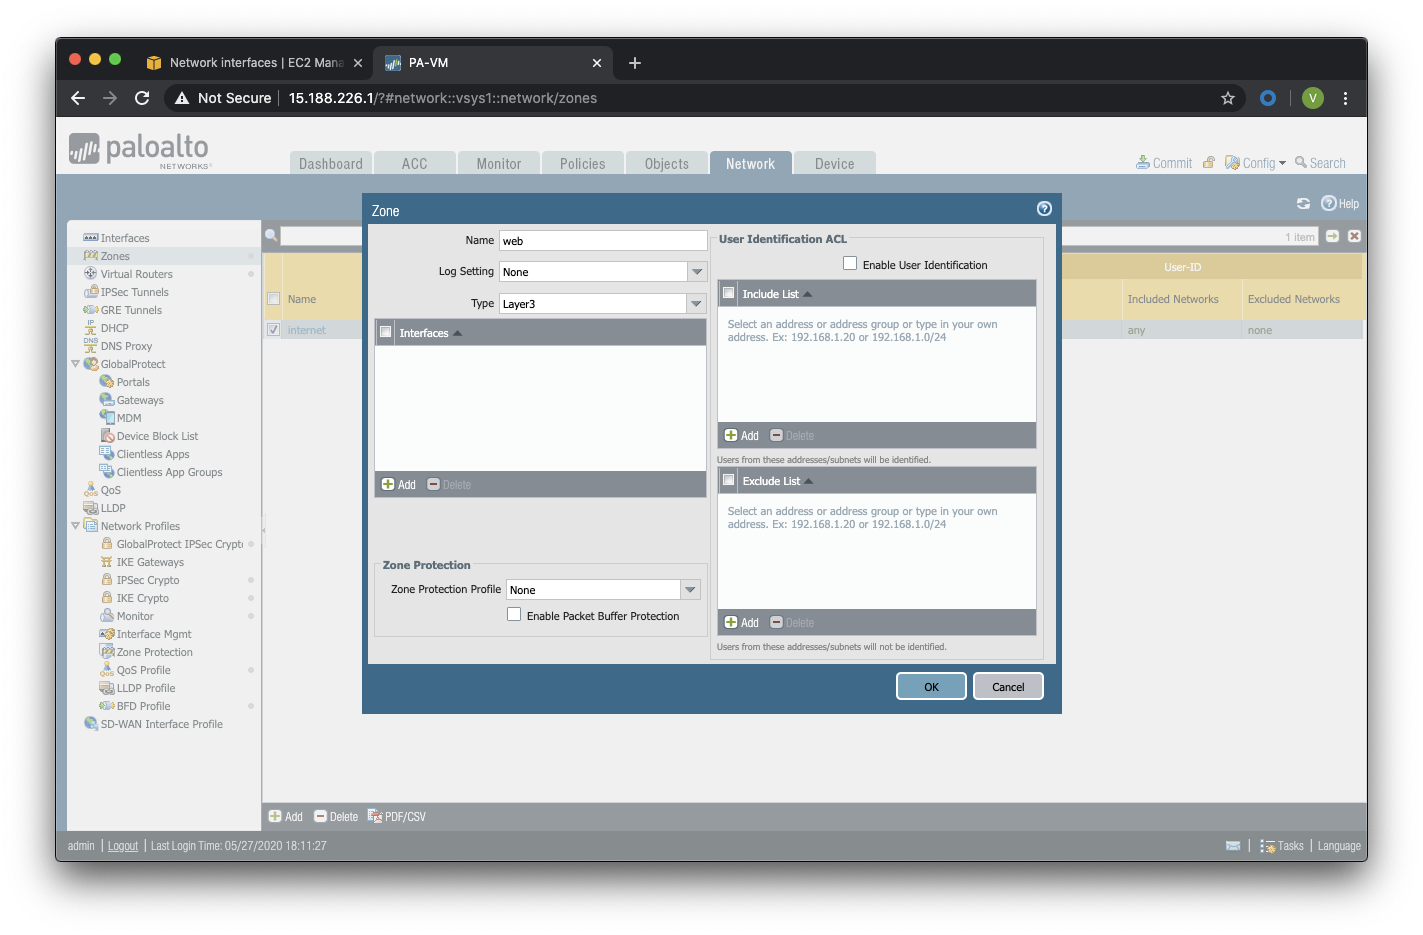 Network interfaces | EC2 Mana
PA-VM
Not Secure
15.188.226.1/?#network::vsys1::network/zones
V
paloalto
NETWORKS
Dashboard
ACC
Monitor
Policies
Objects
Network
Device
Commit
Config
Search
Help
Interfaces
Zones
Virtual Routers
IPSec Tunnels
GRE Tunnels
DHCP
DNS Proxy
GlobalProtect
Portals
Gateways
MDM
Device Block List
Clientless Apps
Clientless App Groups
QoS
LLDP
Network Profiles
GlobalProtect IPSec Crypt
IKE Gateways
IPSec Crypto
IKE Crypto
Monitor
Interface Mgmt
Zone Protection
QoS Profile
LLDP Profile
BFD Profile
SD-WAN Interface Profile
1 item
User-ID
Name
Included Networks
Excluded Networks
internet
any
none
Zone
Name
web
Log Setting
None
Type
Layer3
Interfaces
Add
Delete
Zone Protection
Zone Protection Profile
None
Enable Packet Buffer Protection
User Identification ACL
Enable User Identification
Include List
Select an address or address group or type in your own
address. Ex: 192.168.1.20 or 192.168.1.0/24
Add
Delete
Users from these addresses/subnets will be identified.
Exclude List
Select an address or address group or type in your own
address. Ex: 192.168.1.20 or 192.168.1.0/24
Add
Delete
Users from these addresses/subnets will not be identified.
OK
Cancel
Add
Delete
PDF/CSV
admin | Logout | Last Login Time: 05/27/2020 18:11:27
Tasks | Language